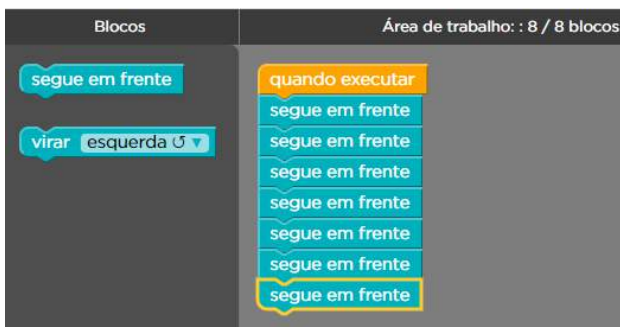 Blocos
Área de trabalho: : 8 / 8 blocos
segue em frente
virar esquerda ↺ ▼
quando executar
segue em frente
segue em frente
segue em frente
segue em frente
segue em frente
segue em frente
segue em frente